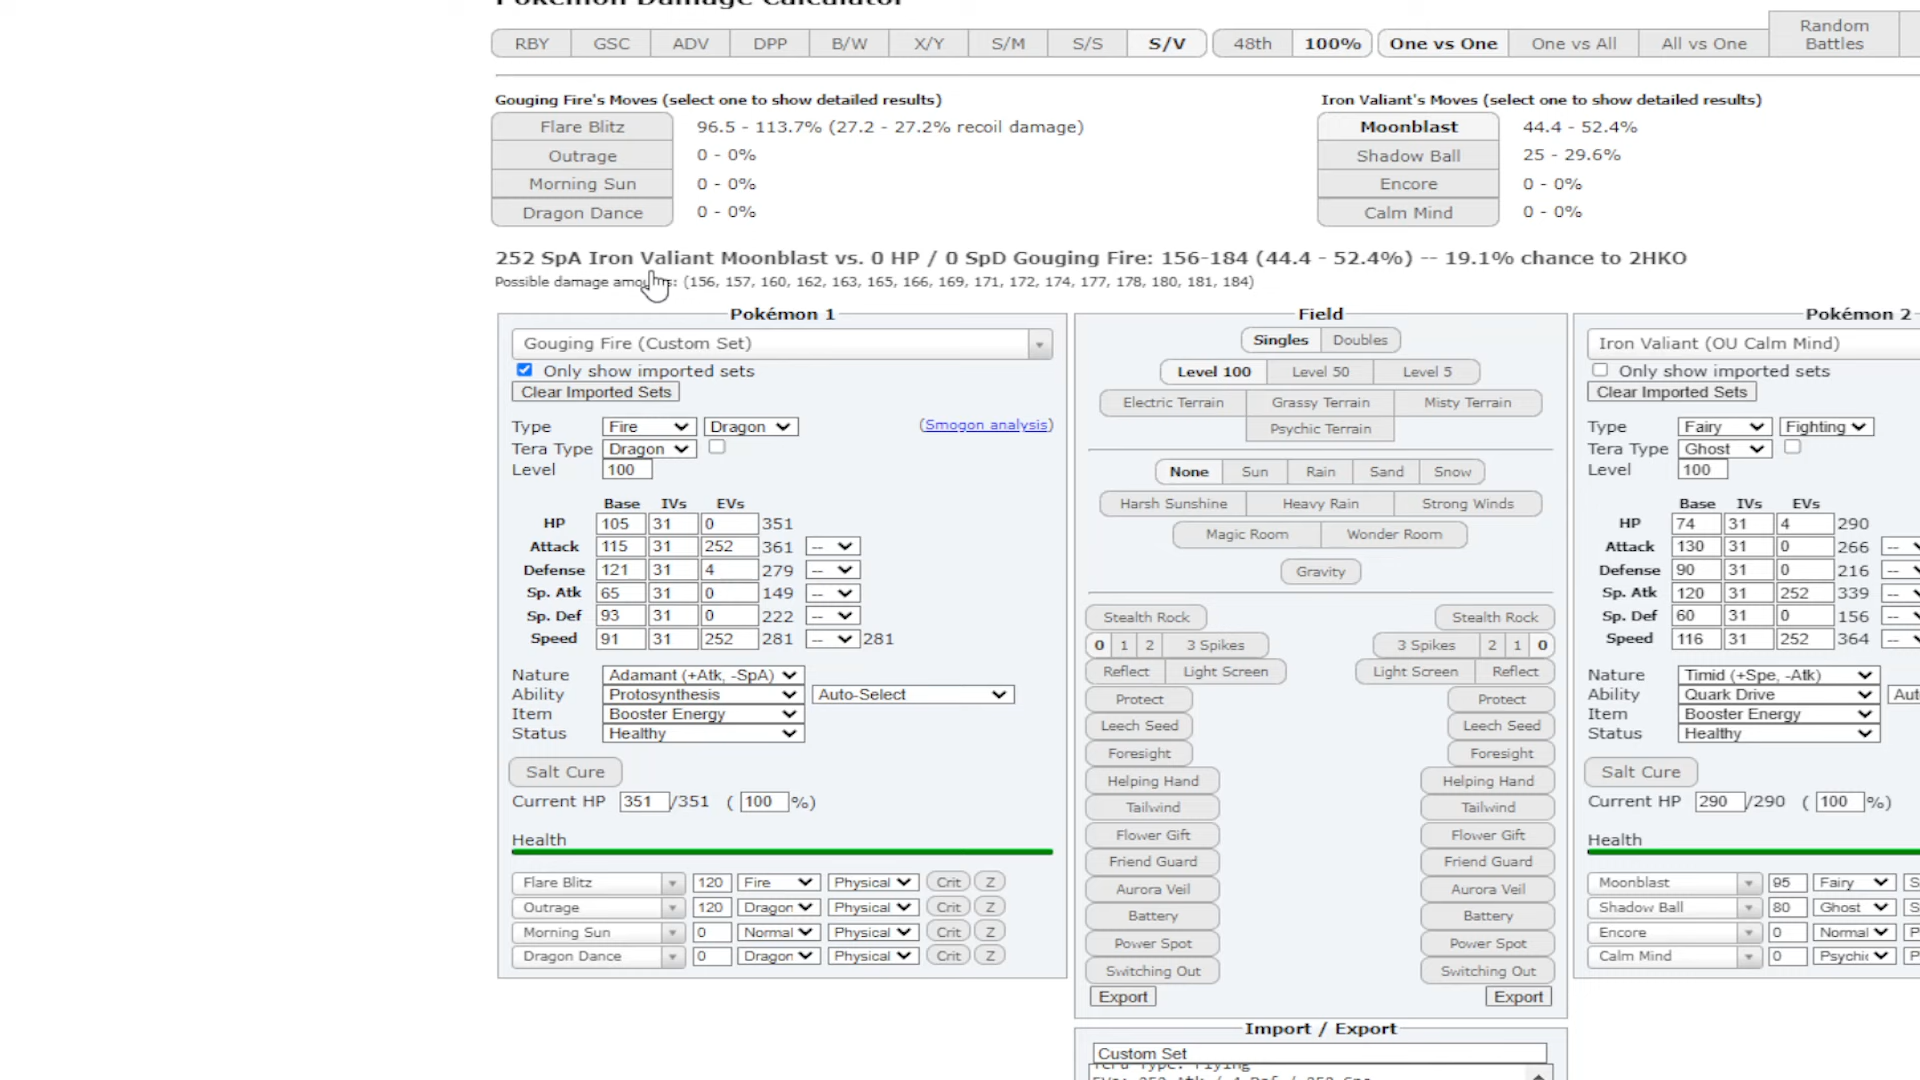 Pokémon Damage Calculator
RBY GSC ADV DPP B/W X/Y S/M S/S S/V 48th 100% One vs One One vs All All vs One Random Battles
Gouging Fire's Moves (select one to show detailed results)
Flare Blitz 96.5 - 113.7% (27.2 - 27.2% recoil damage)
Outrage 0 - 0%
Morning Sun 0 - 0%
Dragon Dance 0 - 0%
Iron Valiant's Moves (select one to show detailed results)
Moonblast 44.4 - 52.4%
Shadow Ball 25 - 29.6%
Encore 0 - 0%
Calm Mind 0 - 0%
252 SpA Iron Valiant Moonblast vs. 0 HP / 0 SpD Gouging Fire: 156-184 (44.4 - 52.4%) -- 19.1% chance to 2HKO
Possible damage : (156, 157, 160, 162, 163, 165, 166, 169, 171, 172, 174, 177, 178, 180, 181, 184)
Pokémon 1
Gouging Fire (Custom Set)
Only show imported sets
Clear Imported Sets
Type Fire Dragon (Smogon analysis)
Tera Type Dragon
Level 100
Base IVs EVs
HP 105 31 0 351
Attack 115 31 252 361 --
Defense 121 31 4 279 --
Sp. Atk 65 31 0 149 --
Sp. Def 93 31 0 222 --
Speed 91 31 252 281 -- 281
Nature Adamant (+Atk, -SpA)
Ability Protosynthesis Auto-Select
Item Booster Energy
Status Healthy
Salt Cure
Current HP 351 /351 ( 100 %)
Health
Flare Blitz 120 Fire Physical Crit Z
Outrage 120 Dragon Physical Crit Z
Morning Sun 0 Normal Physical Crit Z
Dragon Dance 0 Dragon Physical Crit Z
Field
Singles Doubles
Level 100 Level 50 Level 5
Electric Terrain Grassy Terrain Misty Terrain
Psychic Terrain
None Sun Rain Sand Snow
Harsh Sunshine Heavy Rain Strong Winds
Magic Room Wonder Room
Gravity
Stealth Rock Stealth Rock
0 1 2 3 Spikes 3 Spikes 2 1 0
Reflect Light Screen Light Screen Reflect
Protect Protect
Leech Seed Leech Seed
Foresight Foresight
Helping Hand Helping Hand
Tailwind Tailwind
Flower Gift Flower Gift
Friend Guard Friend Guard
Aurora Veil Aurora Veil
Battery Battery
Power Spot Power Spot
Switching Out Switching Out
Export Export
Import / Export
Custom Set
Tera Type: Flying
EVs: 252 Atk / 4 Def / 252 Spe
Pokémon 2
Iron Valiant (OU Calm Mind)
Only show imported sets
Clear Imported Sets
Type Fairy Fighting
Tera Type Ghost
Level 100
Base IVs EVs
HP 74 31 4 290
Attack 130 31 0 266 --
Defense 90 31 0 216 --
Sp. Atk 120 31 252 339 --
Sp. Def 60 31 0 156 --
Speed 116 31 252 364 --
Nature Timid (+Spe, -Atk)
Ability Quark Drive Aut
Item Booster Energy
Status Healthy
Salt Cure
Current HP 290 /290 ( 100 %)
Health
Moonblast 95 Fairy S
Shadow Ball 80 Ghost S
Encore 0 Normal P
Calm Mind 0 Psychic P